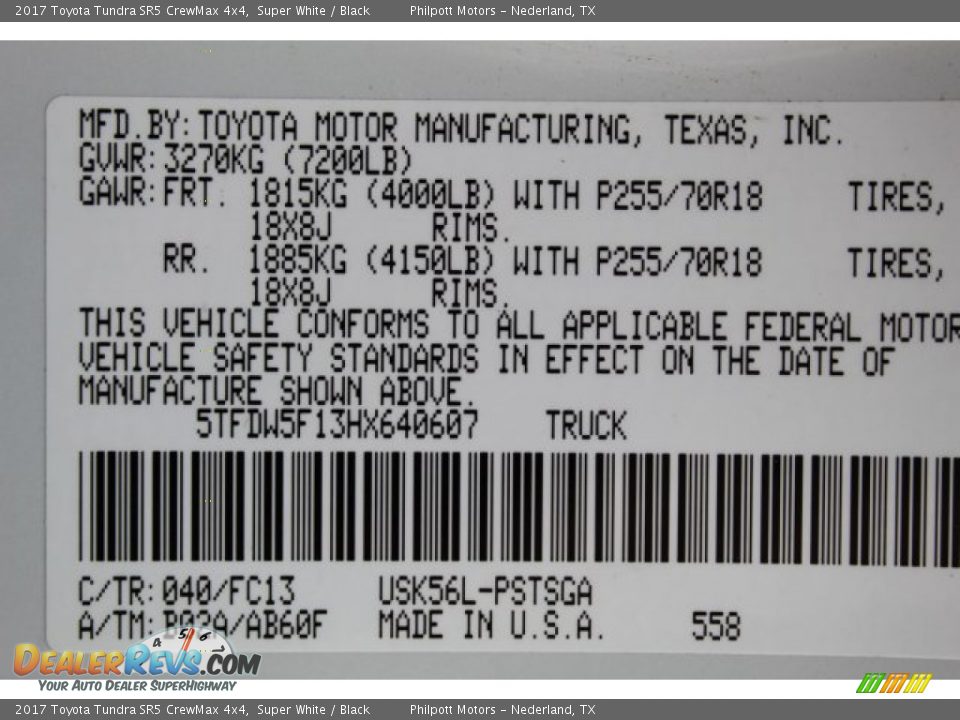 2017 Toyota Tundra SR5 CrewMax 4x4, Super White / Black Philpott Motors - Nederland, TX
MFD.BY: TOYOTA MOTOR MANUFACTURING, TEXAS, INC.
GVWR: 3270KG (7200LB)
GAWR: FRT. 1815KG (4000LB) WITH P255/70R18 TIRES,
18X8J RIMS.
RR. 1885KG (4150LB) WITH P255/70R18 TIRES,
18X8J RIMS.
THIS VEHICLE CONFORMS TO ALL APPLICABLE FEDERAL MOTOR
VEHICLE SAFETY STANDARDS IN EFFECT ON THE DATE OF
MANUFACTURE SHOWN ABOVE.
5TFDW5F13HX640607 TRUCK
C/TR: 040/FC13 USK56L-PSTSGA
A/TM: B02A/AB60F MADE IN U.S.A. 558
4 5 6
DEALERREVS.COM
YOUR AUTO DEALER SUPERHIGHWAY
2017 Toyota Tundra SR5 CrewMax 4x4, Super White / Black Philpott Motors - Nederland, TX